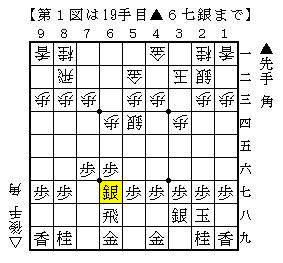 【第１図は19手目▲６七銀まで】
９ ８ ７ ６ ５ ４ ３ ２ １
香 桂 金 桂 香 一
飛 金 玉 銀 二
歩 歩 歩 歩 歩 歩 歩 三
歩 銀 歩 四
五
歩 歩 六
歩 歩 銀 歩 歩 歩 歩 歩 七
飛 銀 玉 八
香 桂 金 金 桂 香 九
▲先手 角
△後手 角